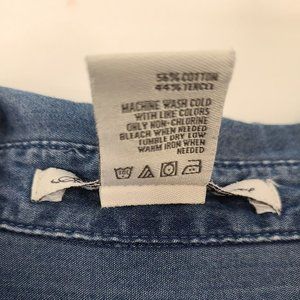 56% COTTON
44% TENCEL
MACHINE WASH COLD
WITH LIKE COLORS
ONLY NON-CHLORINE
BLEACH WHEN NEEDED
TUMBLE DRY LOW
WARM IRON WHEN
NEEDED